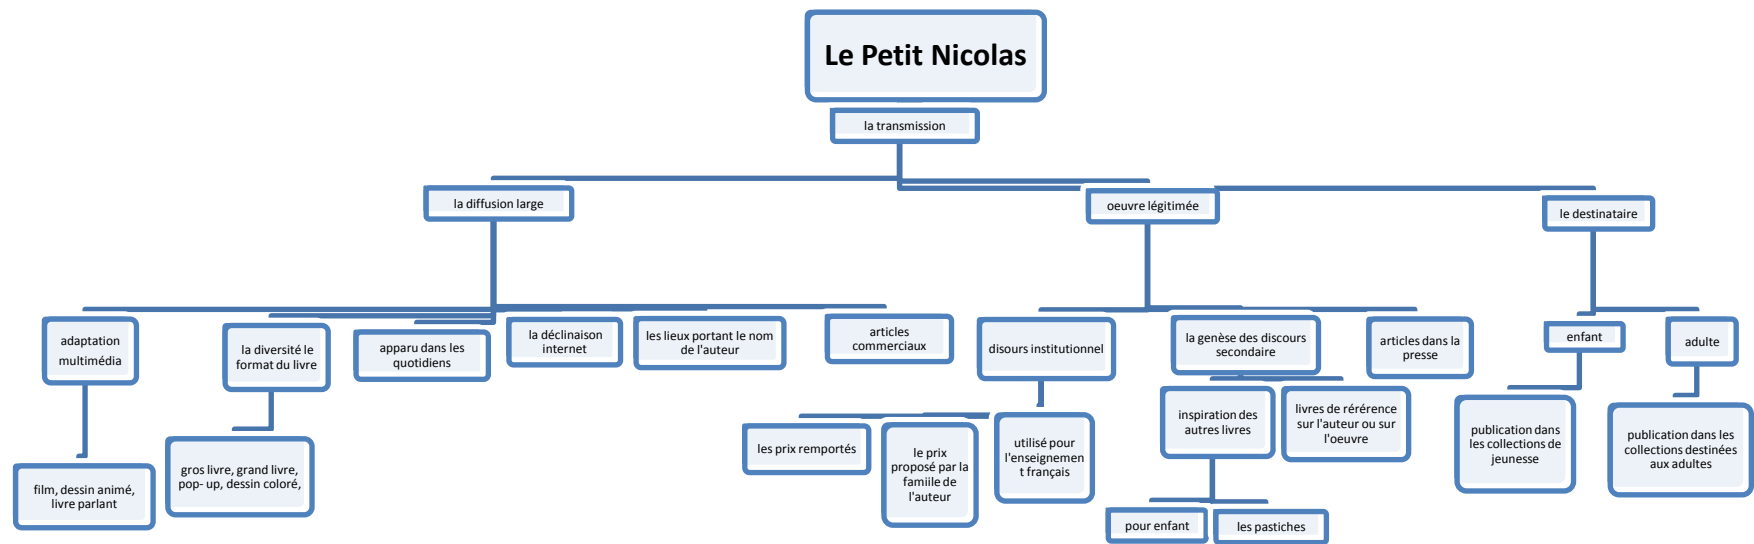 Le Petit Nicolas
la transmission
la diffusion large
oeuvre légitimée
le destinataire
adaptation
multimédia
la diversité le
format du livre
apparu dans les
quotidiens
la déclinaison
internet
les lieux portant le nom
de l'auteur
articles
commerciaux
disours institutionnel
la genèse des discours
secondaire
articles dans la
presse
enfant
adulte
film, dessin animé,
livre parlant
gros livre, grand livre,
pop- up, dessin coloré,
les prix remportés
le prix
proposé par la
famiile de
l'auteur
utilisé pour
l'enseignemen
t français
inspiration des
autres livres
livres de rérérence
sur l'auteur ou sur
l'oeuvre
publication dans
les collections de
jeunesse
publication dans les
collections destinées
aux adultes
pour enfant
les pastiches